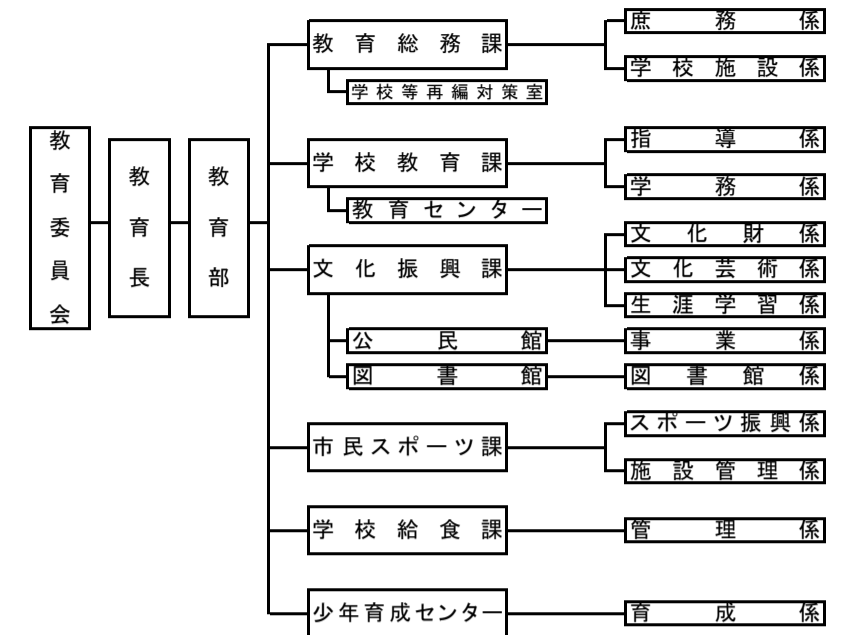 教育委員会
教育長
教育部
教育総務課
庶務係
学校施設係
学校等再編対策室
学校教育課
指導係
学務係
教育センター
文化振興課
文化財係
文化芸術係
生涯学習係
公民館
事業係
図書館
図書館係
市民スポーツ課
スポーツ振興係
施設管理係
学校給食課
管理係
少年育成センター
育成係